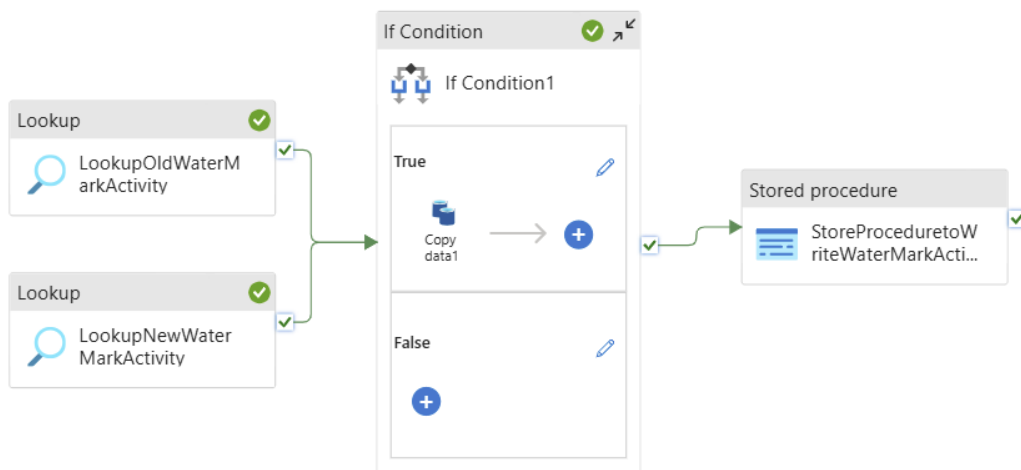 Lookup
LookupOldWaterM
arkActivity
Lookup
LookupNewWater
MarkActivity
If Condition
If Condition1
True
Copy
data1
False
Stored procedure
StoreProceduretoW
riteWaterMarkActi...